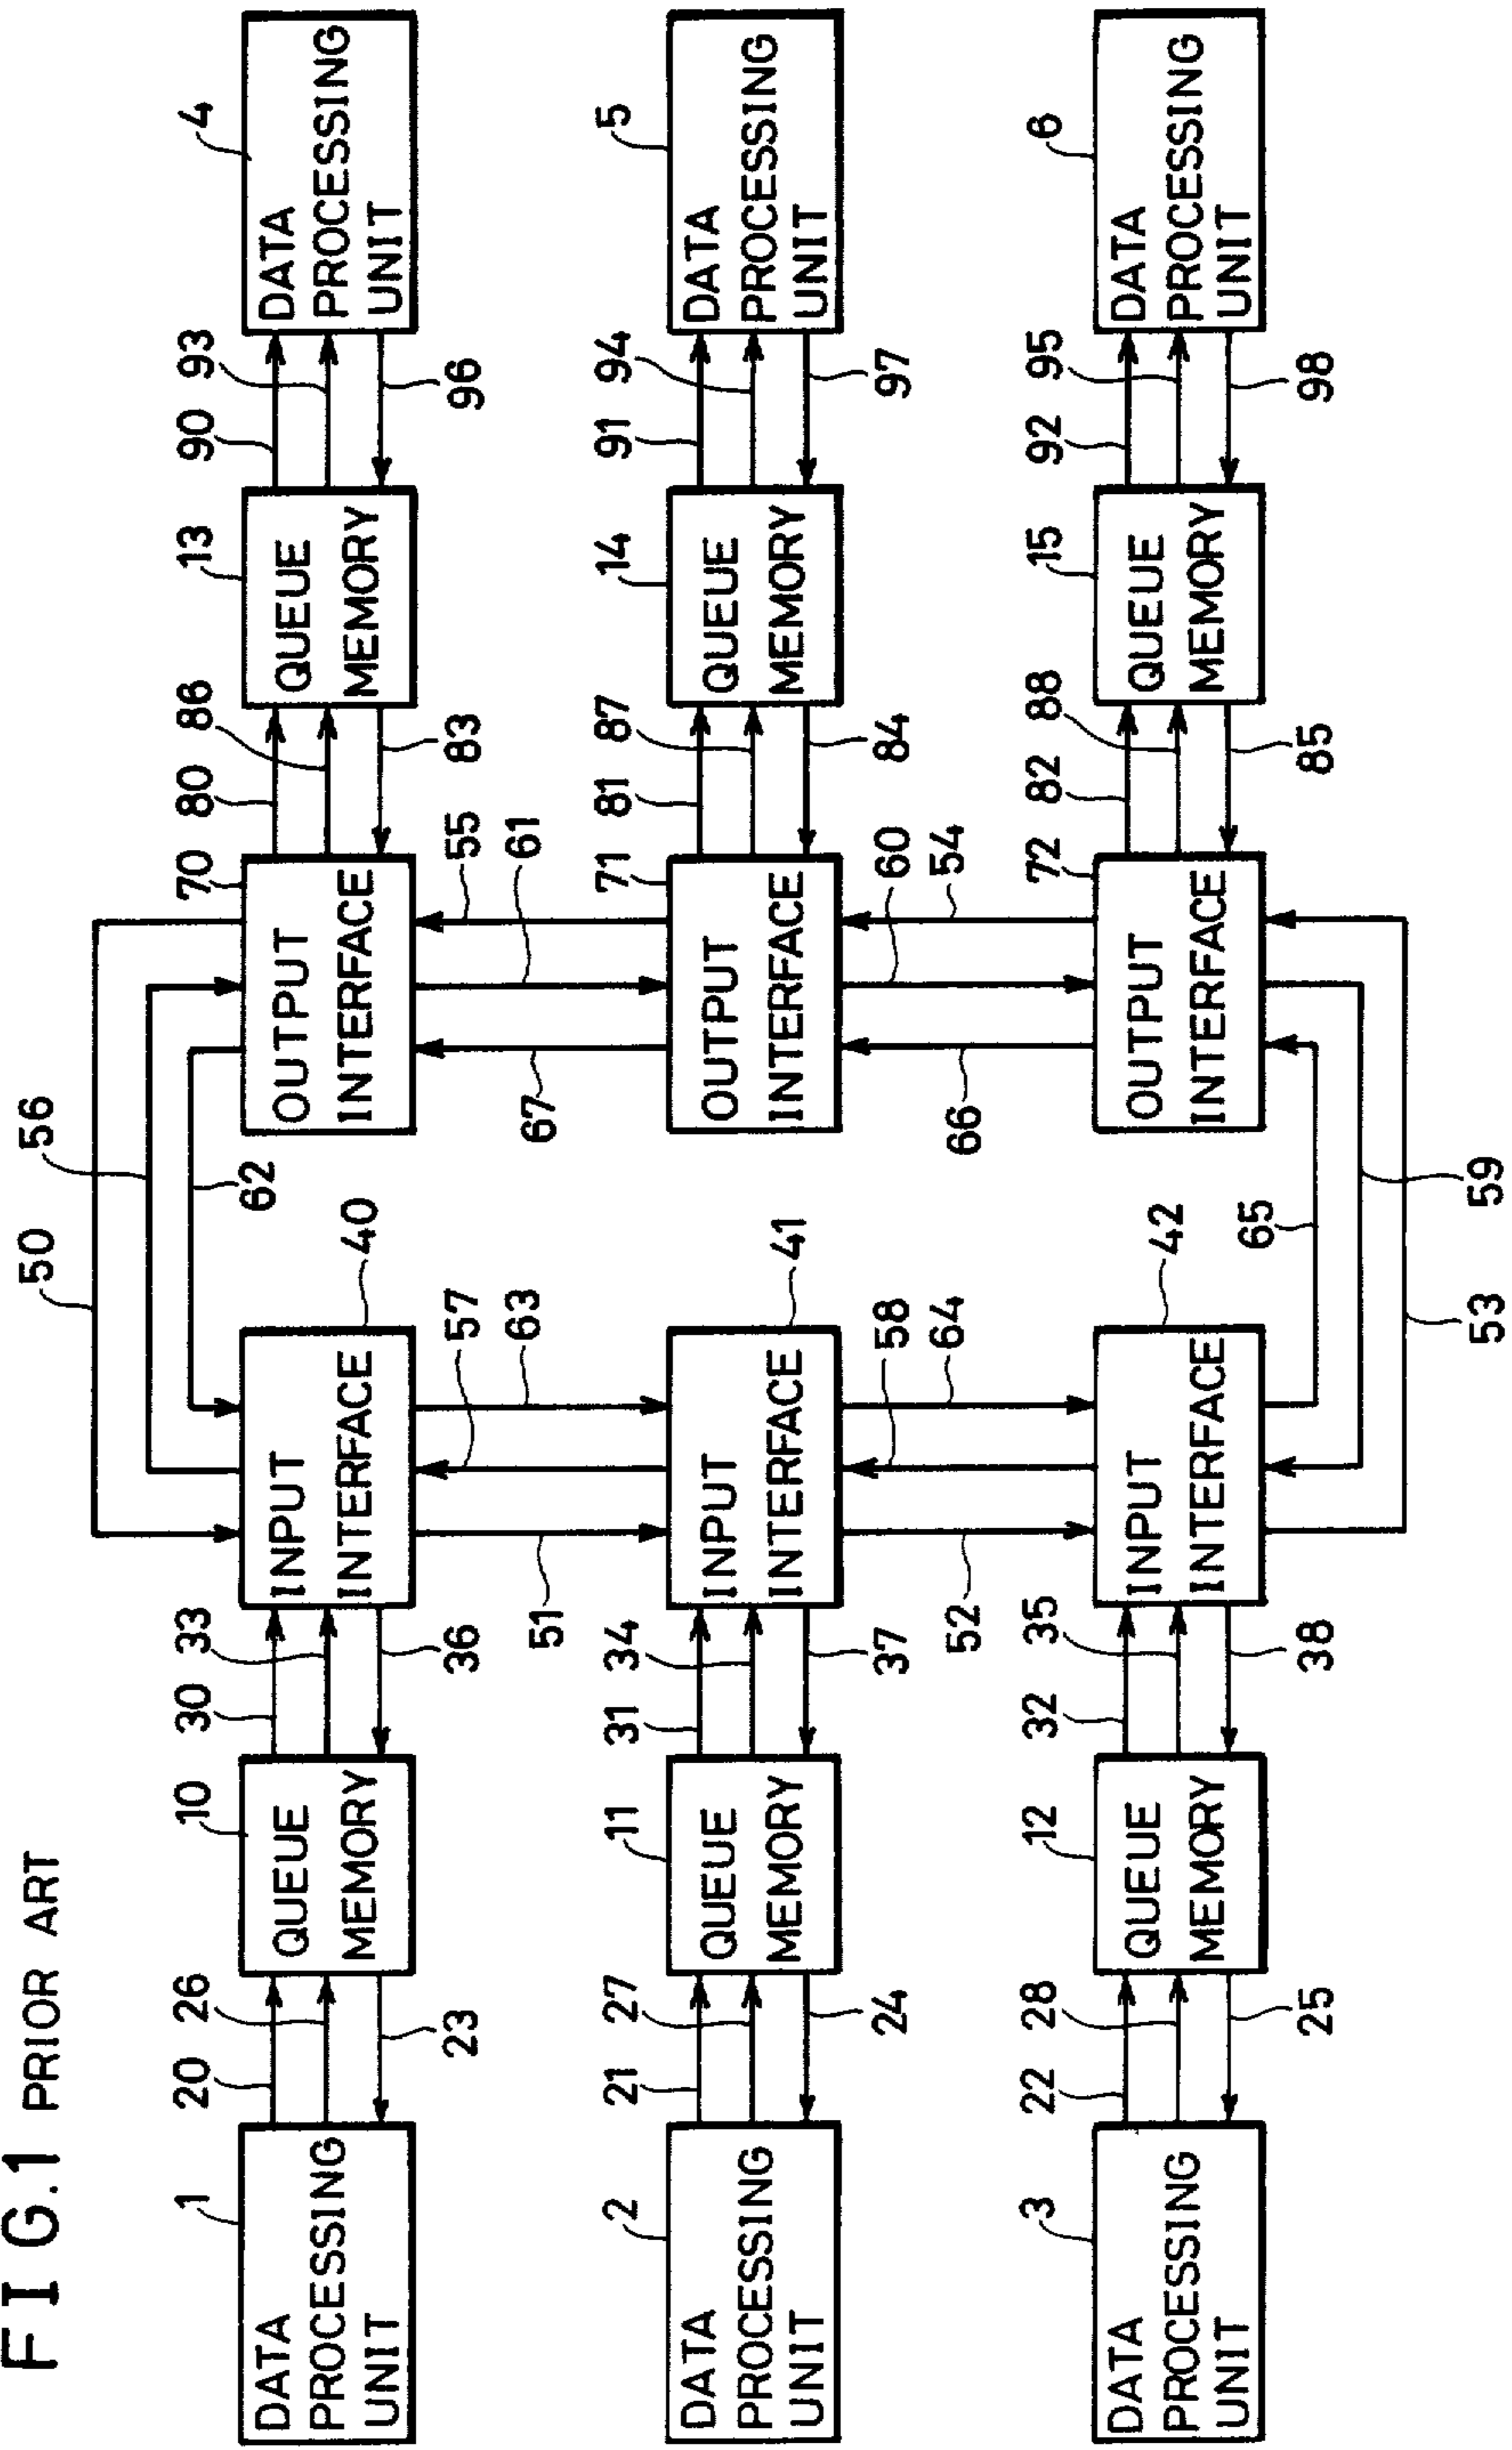 FIG.1 PRIOR ART
50
56
62
1
20
26
10
30
33
40
70
80
86
13
90
93
4
DATA
PROCESSING
UNIT
QUEUE
MEMORY
INPUT
INTERFACE
OUTPUT
INTERFACE
QUEUE
MEMORY
DATA
PROCESSING
UNIT
23
36
57
63
55
61
83
96
51
67
2
21
27
11
31
34
41
71
81
87
14
91
94
5
DATA
PROCESSING
UNIT
QUEUE
MEMORY
INPUT
INTERFACE
OUTPUT
INTERFACE
QUEUE
MEMORY
DATA
PROCESSING
UNIT
24
37
58
64
60
54
84
97
52
66
3
22
28
12
32
35
42
72
82
88
15
92
95
6
DATA
PROCESSING
UNIT
QUEUE
MEMORY
INPUT
INTERFACE
OUTPUT
INTERFACE
QUEUE
MEMORY
DATA
PROCESSING
UNIT
25
38
65
85
98
53
59